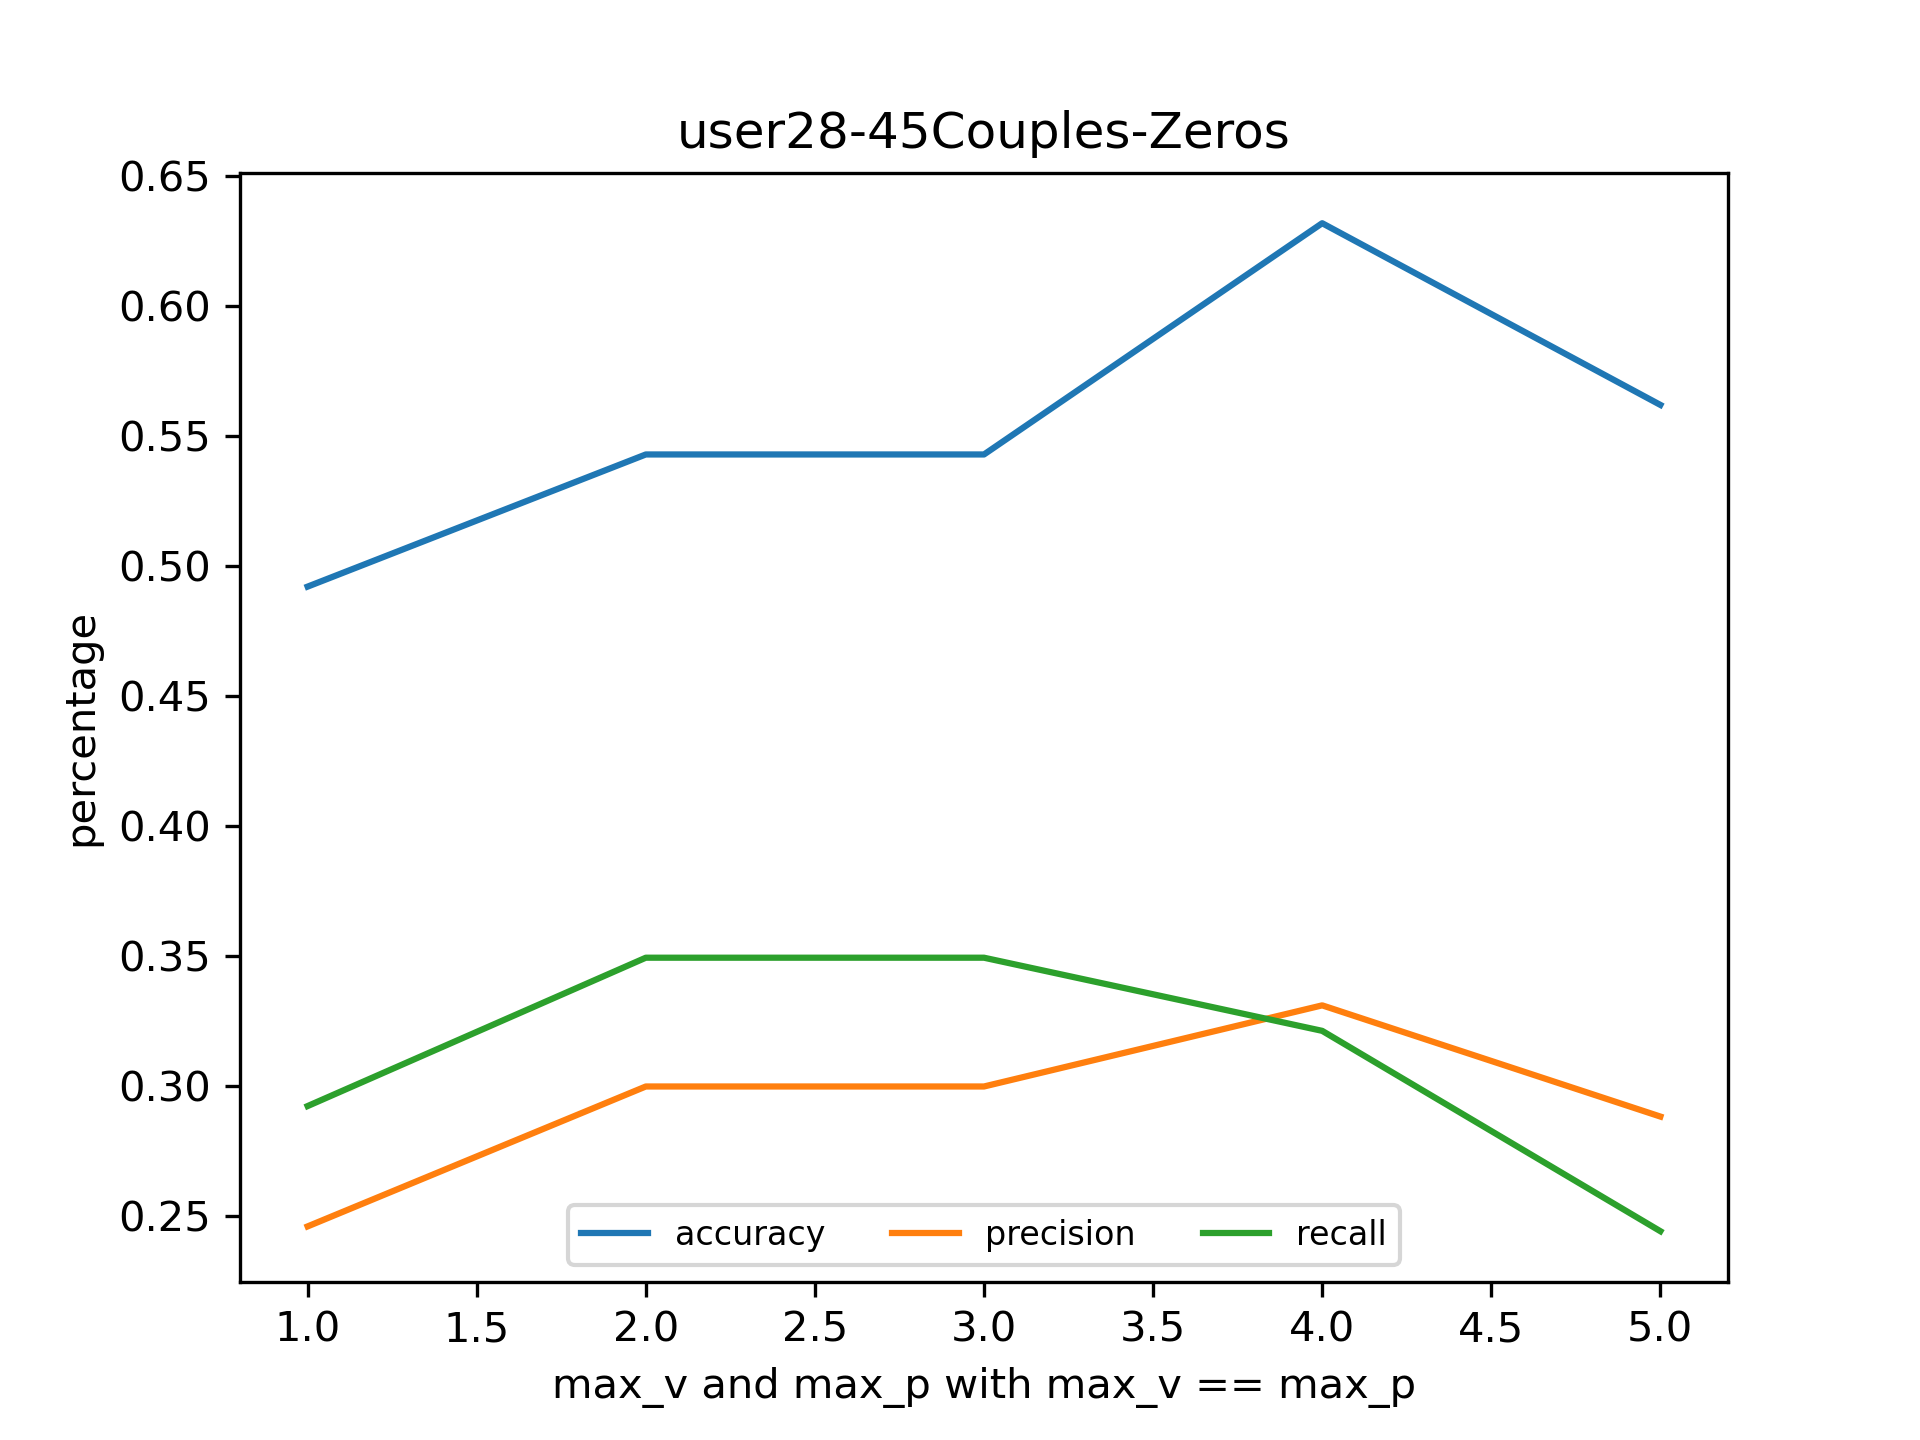 user28-45Couples-Zeros
0.65
0.60
0.55
0.50
0.45
0.40
0.35
0.30
0.25
percentage
accuracy precision recall
1.0 1.5 2.0 2.5 3.0 3.5 4.0 4.5 5.0
max_v and max_p with max_v == max_p